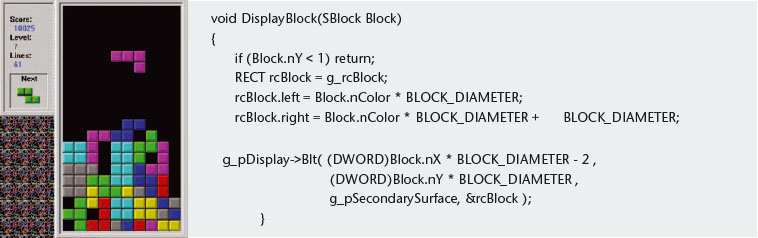 Score:
10025
Level:
7
Lines:
61
Next
void DisplayBlock(SBlock Block)
{
if (Block.nY < 1) return;
RECT rcBlock = g_rcBlock;
rcBlock.left = Block.nColor * BLOCK_DIAMETER;
rcBlock.right = Block.nColor * BLOCK_DIAMETER + BLOCK_DIAMETER;
g_pDisplay->Blt( (DWORD)Block.nX * BLOCK_DIAMETER - 2 ,
(DWORD)Block.nY * BLOCK_DIAMETER ,
g_pSecondarySurface, &rcBlock );
}